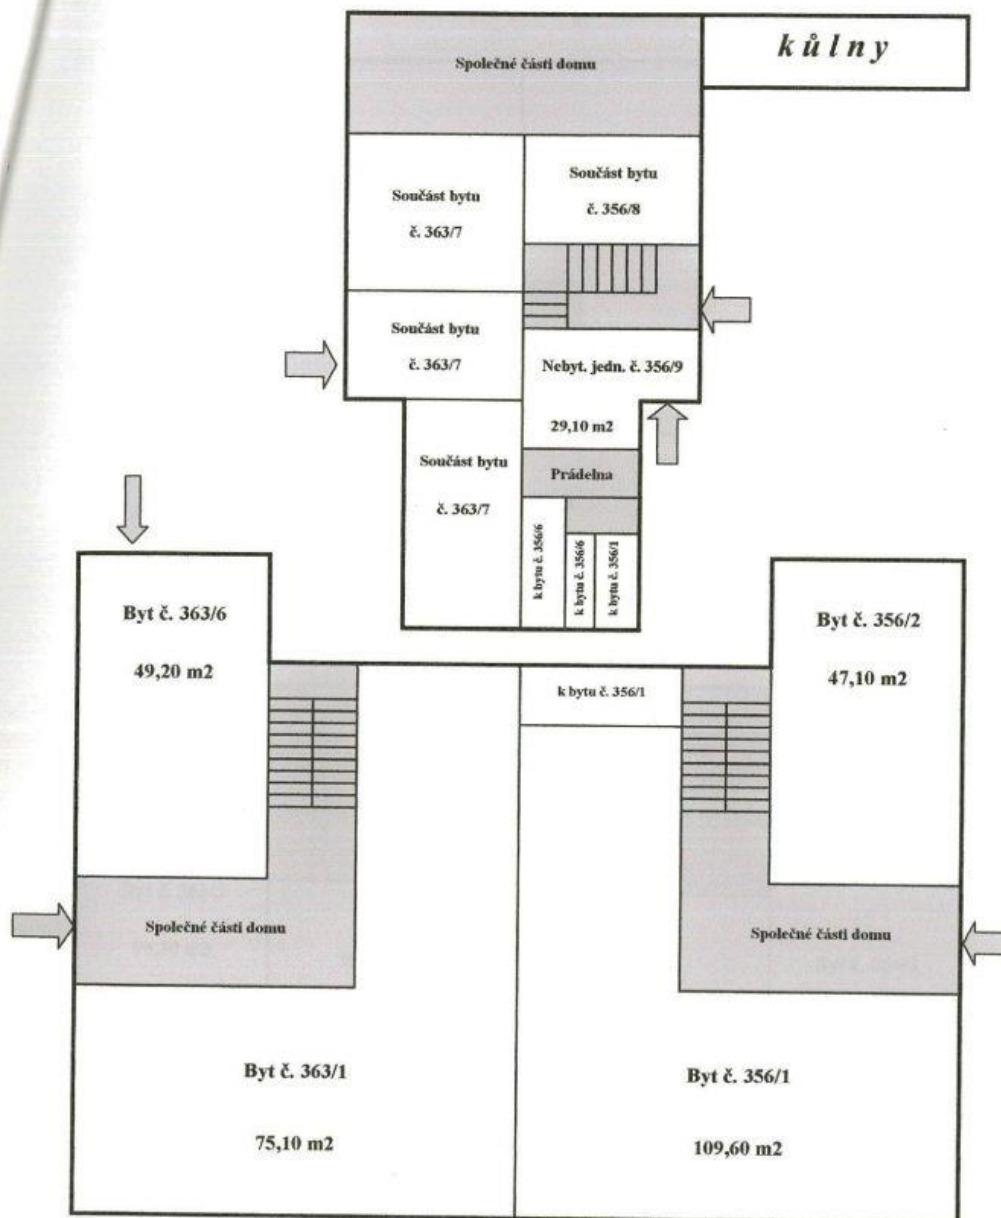 kůlny
Společné části domu
Součást bytu
č. 356/8
Součást bytu
č. 363/7
Součást bytu
č. 363/7
Nebyt. jedn. č. 356/9
29,10 m2
Součást bytu
č. 363/7
Prádelna
k bytu č. 356/6
k bytu č. 356/6
k bytu č. 356/1
Byt č. 363/6
49,20 m2
Byt č. 356/2
47,10 m2
k bytu č. 356/1
Společné části domu
Společné části domu
Byt č. 363/1
75,10 m2
Byt č. 356/1
109,60 m2